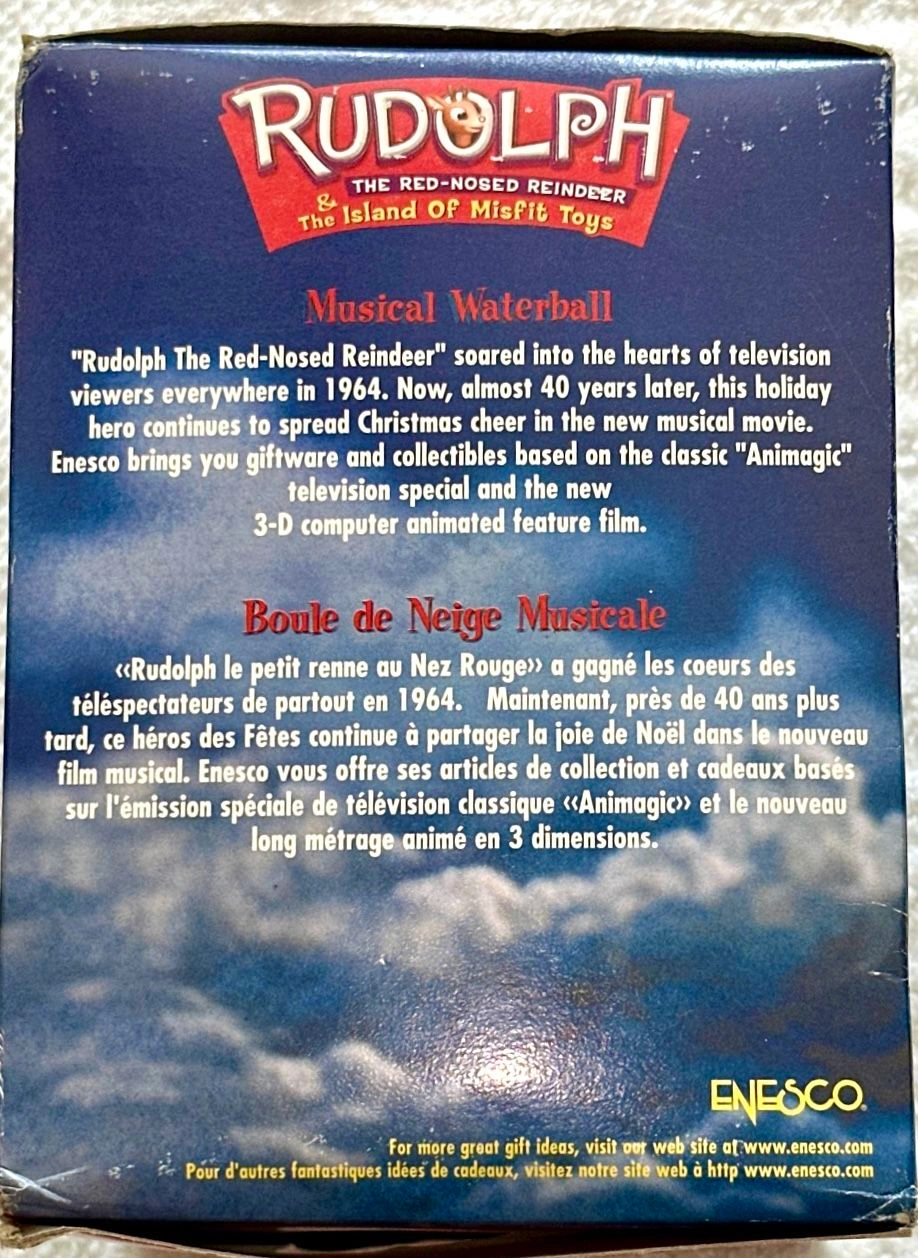 RUDOLPH
THE RED-NOSED REINDEER
& The Island Of Misfit Toys
Musical Waterball
"Rudolph The Red-Nosed Reindeer" soared into the hearts of television
viewers everywhere in 1964. Now, almost 40 years later, this holiday
hero continues to spread Christmas cheer in the new musical movie.
Enesco brings you giftware and collectibles based on the classic "Animagic"
television special and the new
3-D computer animated feature film.
Boule de Neige Musicale
«Rudolph le petit renne au Nez Rouge» a gagné les coeurs des
téléspectateurs de partout en 1964. Maintenant, près de 40 ans plus
tard, ce héros des Fêtes continue à partager la joie de Noël dans le nouveau
film musical. Enesco vous offre ses articles de collection et cadeaux basés
sur l'émission spéciale de télévision classique «Animagic» et le nouveau
long métrage animé en 3 dimensions.
ENESCO®
For more great gift ideas, visit our web site at www.enesco.com
Pour d'autres fantastiques idées de cadeaux, visitez notre site web à http www.enesco.com